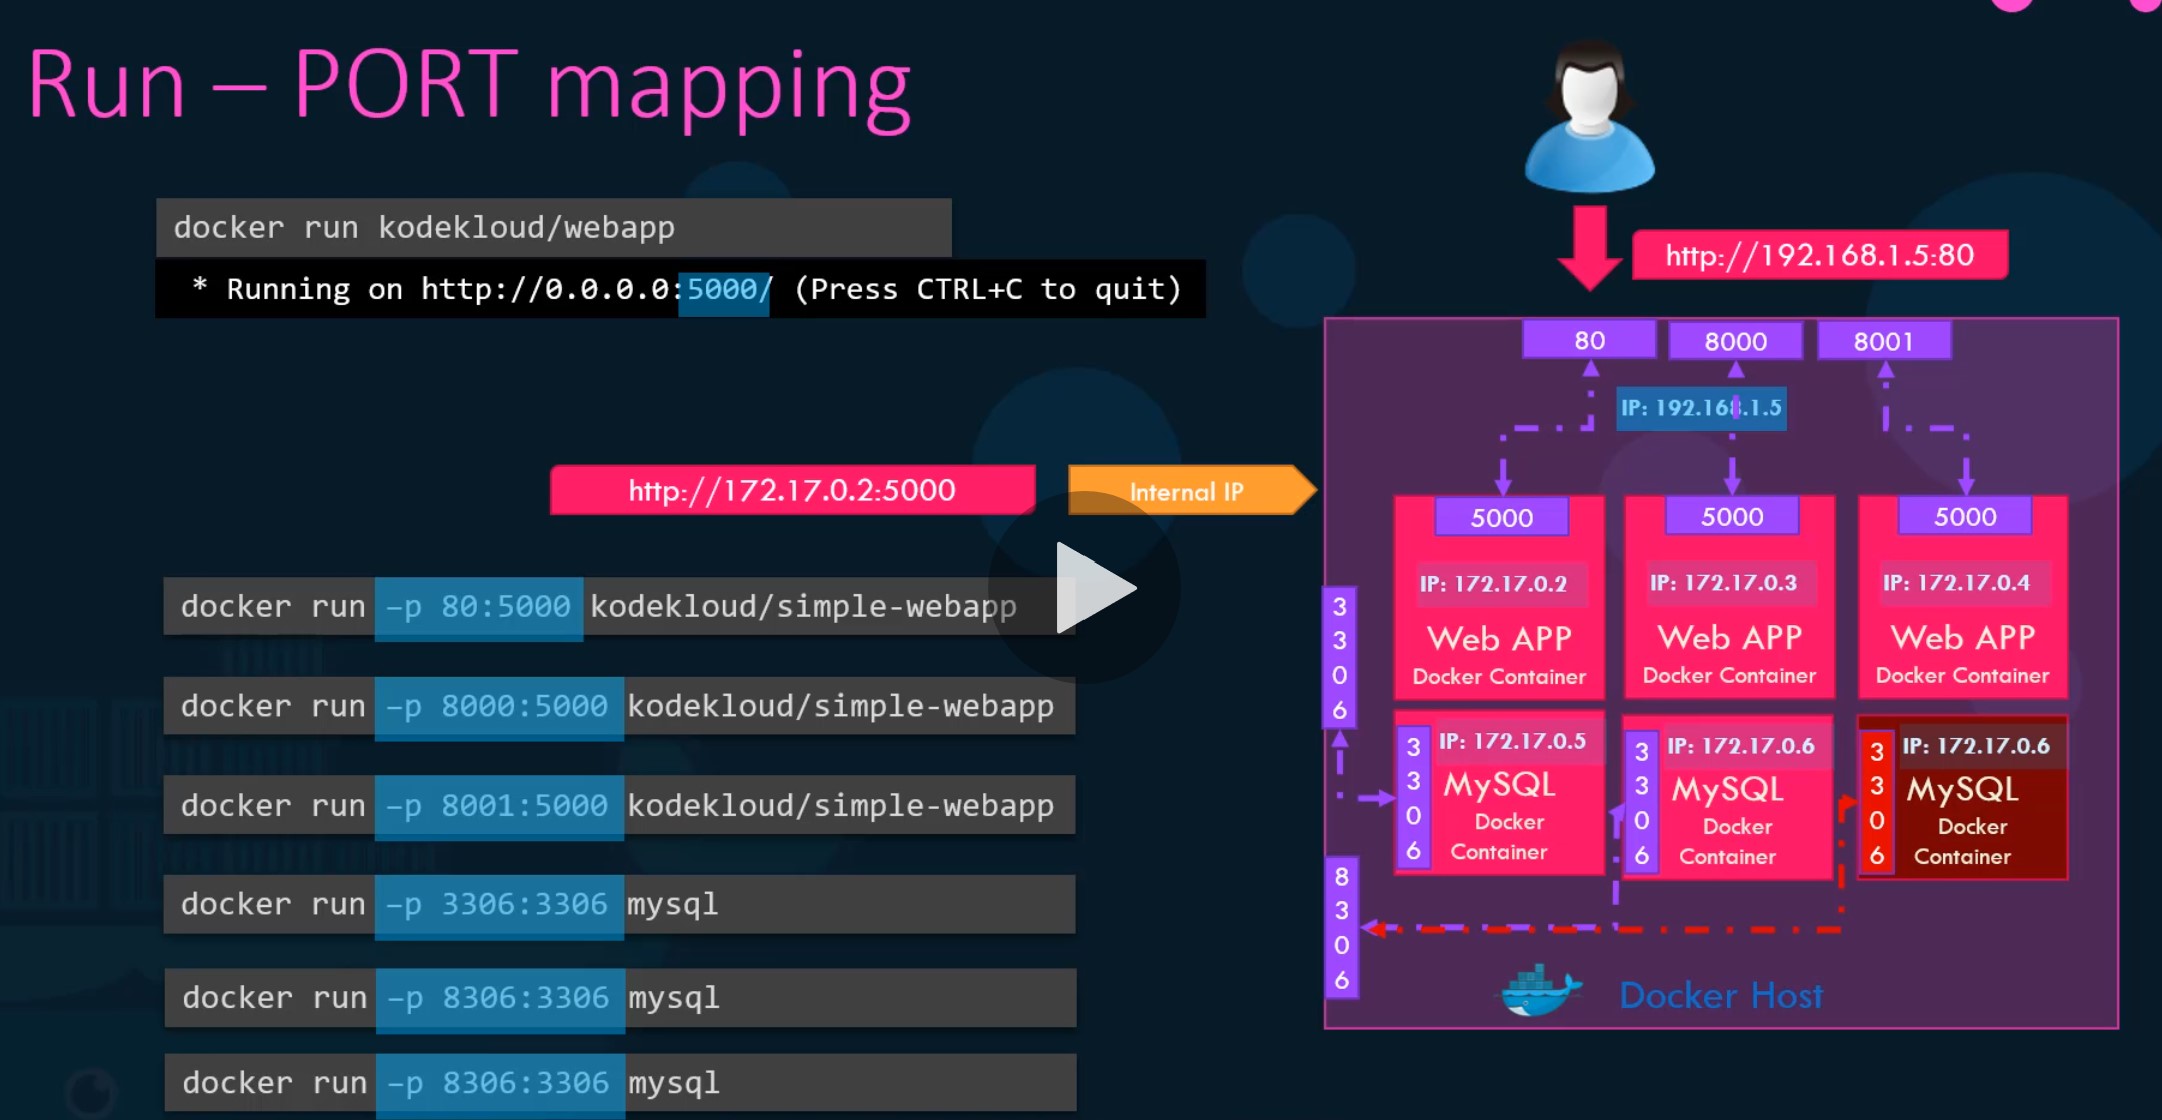 Run – PORT mapping
docker run kodekloud/webapp
* Running on http://0.0.0.0:5000/ (Press CTRL+C to quit)
http://172.17.0.2:5000
Internal IP
docker run –p 80:5000 kodekloud/simple-webapp
docker run –p 8000:5000 kodekloud/simple-webapp
docker run –p 8001:5000 kodekloud/simple-webapp
docker run –p 3306:3306 mysql
docker run –p 8306:3306 mysql
docker run –p 8306:3306 mysql
http://192.168.1.5:80
80
8000
8001
IP: 192.168.1.5
5000
IP: 172.17.0.2
Web APP
Docker Container
5000
IP: 172.17.0.3
Web APP
Docker Container
5000
IP: 172.17.0.4
Web APP
Docker Container
3306
3306
IP: 172.17.0.5
MySQL
Docker
Container
3306
IP: 172.17.0.6
MySQL
Docker
Container
3306
IP: 172.17.0.6
MySQL
Docker
Container
8306
Docker Host